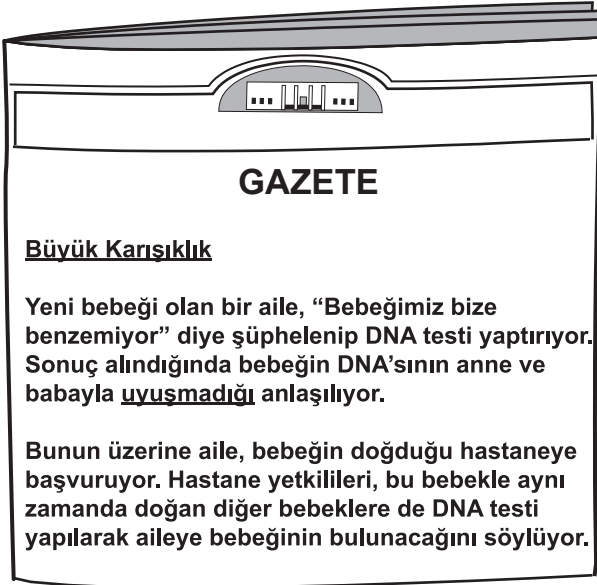 GAZETE
Büyük Karışıklık
Yeni bebeği olan bir aile, “Bebeğimiz bize
benzemiyor” diye şüphelenip DNA testi yaptırıyor.
Sonuç alındığında bebeğin DNA’sının anne ve
babayla uyuşmadığı anlaşılıyor.
Bunun üzerine aile, bebeğin doğduğu hastaneye
başvuruyor. Hastane yetkilileri, bu bebekle aynı
zamanda doğan diğer bebeklere de DNA testi
yapılarak aileye bebeğinin bulunacağını söylüyor.